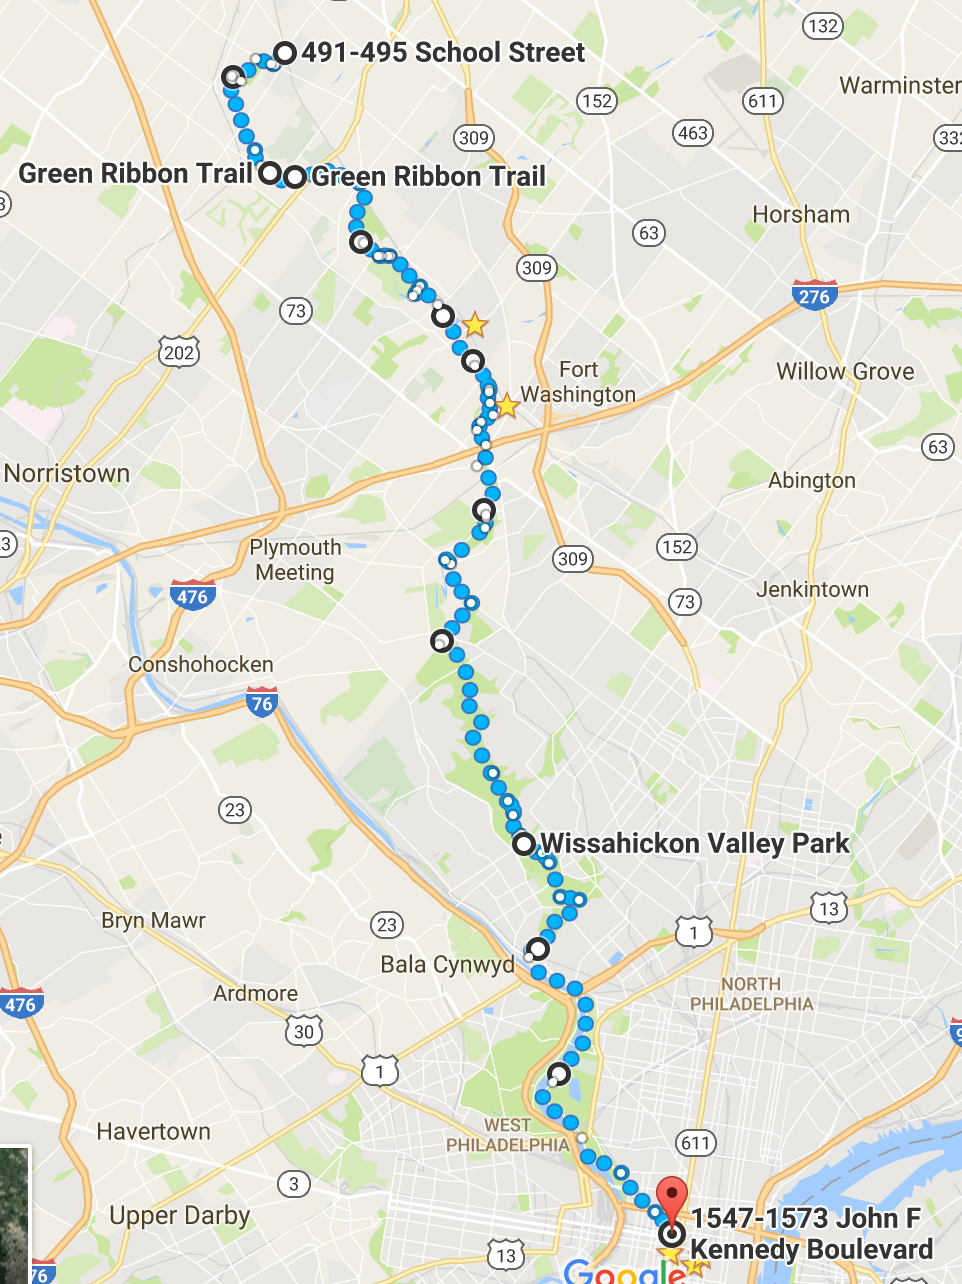 132
491-495 School Street
Warminster
152
611
309
463
332
Green Ribbon Trail
Green Ribbon Trail
3
Horsham
63
309
276
73
202
Fort
Washington
Willow Grove
63
Norristown
Abington
3
Plymouth
Meeting
309
152
476
Jenkintown
73
Conshohocken
76
23
Wissahickon Valley Park
e
13
Bryn Mawr
23
1
Bala Cynwyd
NORTH
PHILADELPHIA
Ardmore
476
30
9
1
WEST
PHILADELPHIA
Havertown
611
3
Upper Darby
1547-1573 John F
Kennedy Boulevard
13
76
Google